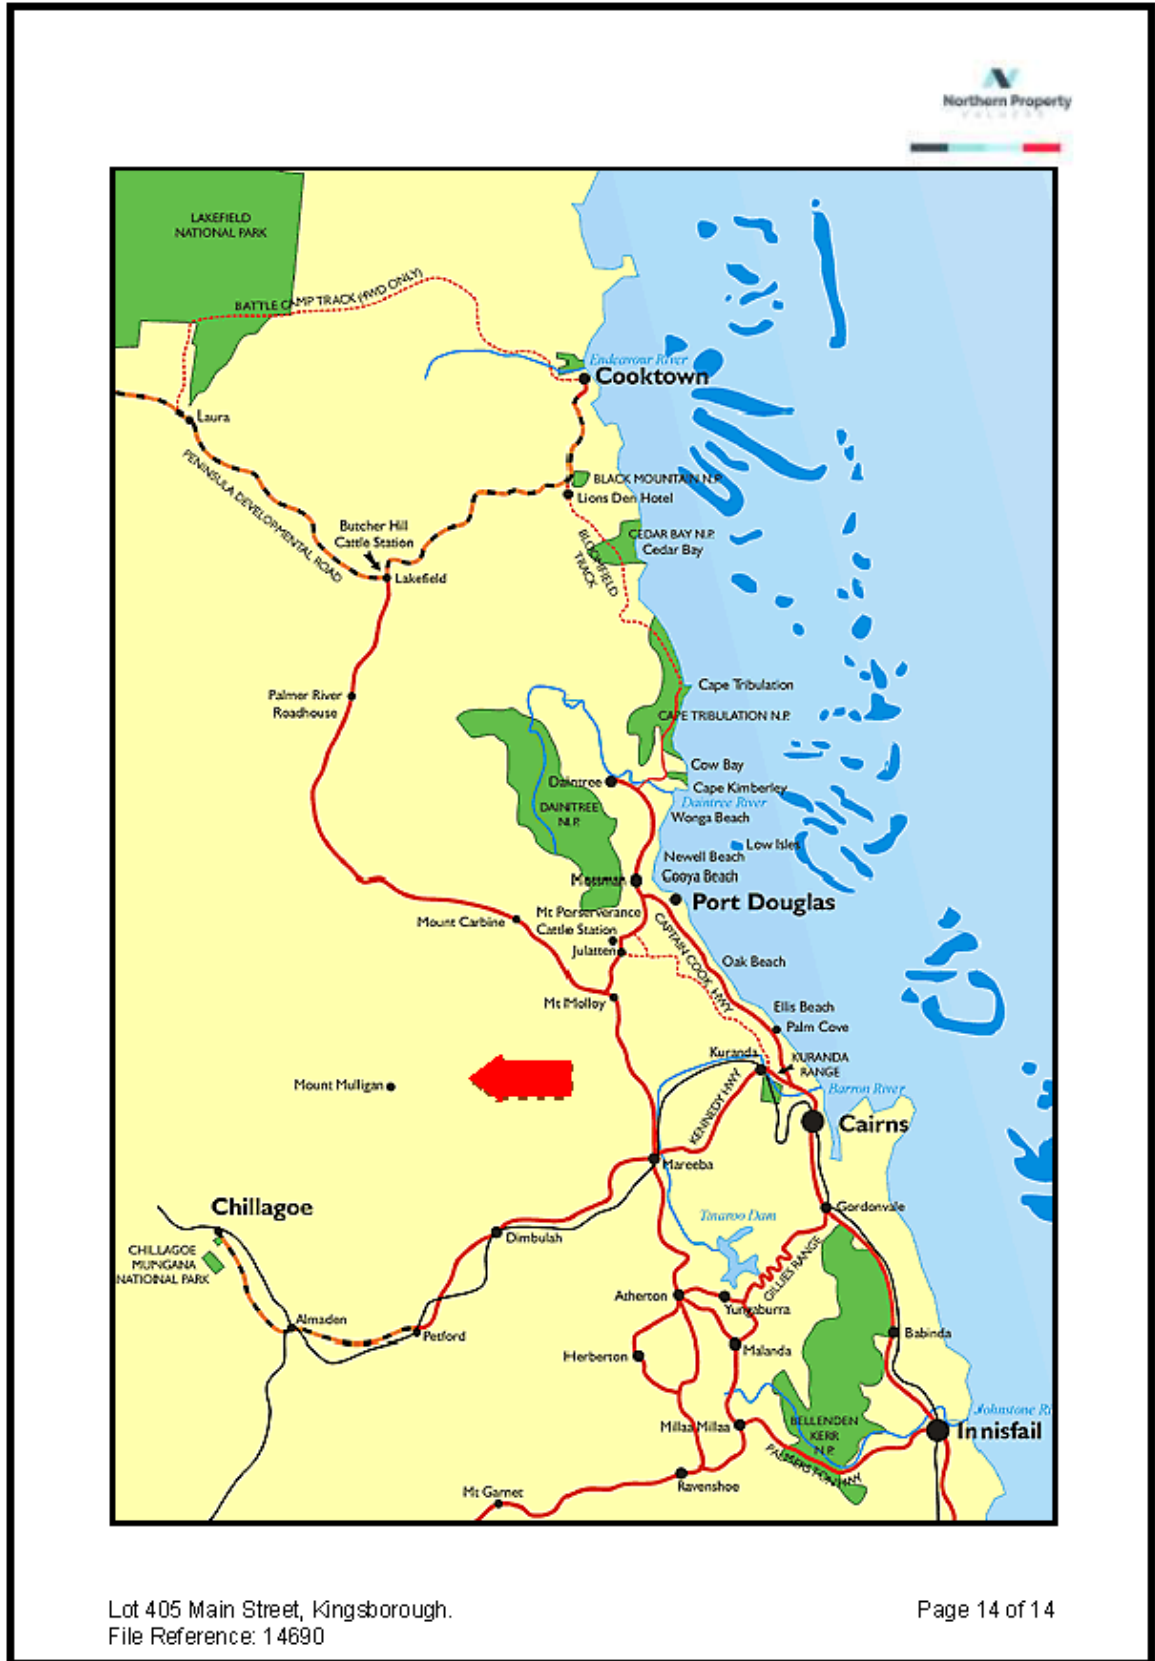 Northern Property
VALUERS
LAKEFIELD
NATIONAL PARK
BATTLE CAMP TRACK (4WD ONLY)
Endeavour River
Cooktown
Laura
PENINSULA DEVELOPMENTAL ROAD
BLACK MOUNTAIN N.P.
Lions Den Hotel
Butcher Hill
Cattle Station
CEDAR BAY N.P.
Cedar Bay
BLOOMFIELD
TRACK
Lakefield
Palmer River
Roadhouse
Cape Tribulation
CAPE TRIBULATION N.P.
Cow Bay
Daintree
Cape Kimberley
Daintree River
DAINTREE
N.P.
Wonga Beach
Low Isles
Newell Beach
Mossman
Cooya Beach
Port Douglas
Mount Carbine
Mt Perserverance
Cattle Station
Julatten
CAPTAIN COOK HWY
Oak Beach
Mt Molloy
Ellis Beach
Palm Cove
Kuranda
KURANDA
RANGE
Mount Mulligan
KENNEDY HWY
Barron River
Cairns
Mareeba
Chillagoe
Gordonvale
Tinaroo Dam
Dimbulah
CHILLAGOE
MUNGANA
NATIONAL PARK
GILLIES RANGE
Atherton
Yungaburra
Almaden
Petford
Babinda
Herberton
Malanda
Johnstone Ri
BELLENDEN
KERR
N.P.
Millaa Millaa
Innisfail
PALMERSTON HWY
Ravenshoe
Mt Garnet
Lot 405 Main Street, Kingsborough.
Page 14 of 14
File Reference: 14690